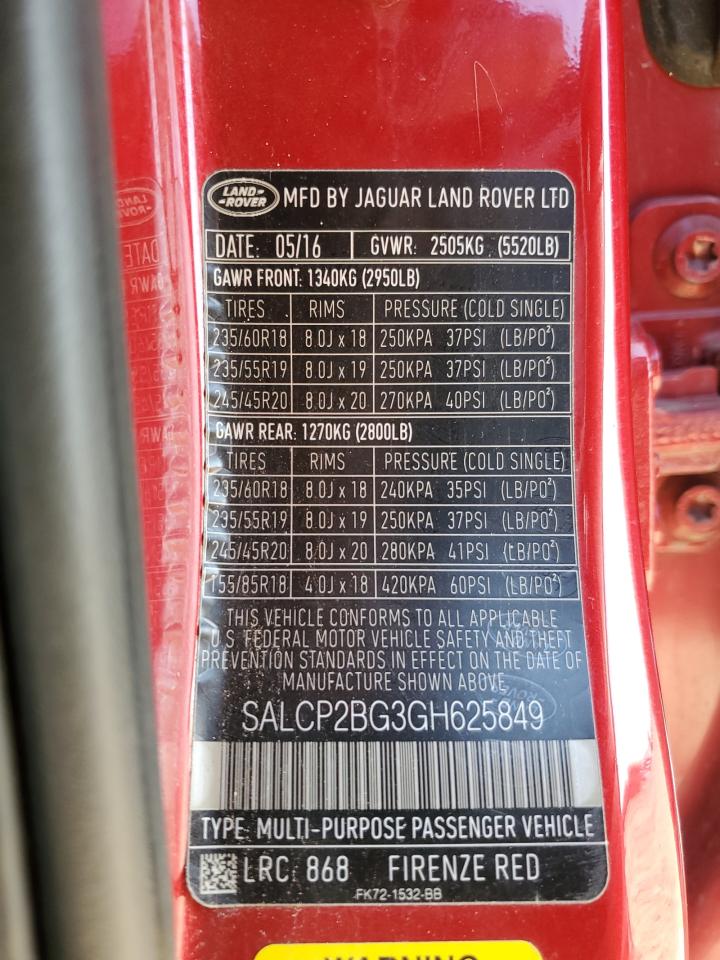 LAND-
-ROVER
MFD BY JAGUAR LAND ROVER LTD
DATE: 05/16 GVWR: 2505KG (5520LB)
GAWR FRONT: 1340KG (2950LB)
TIRES RIMS PRESSURE (COLD SINGLE)
235/60R18 8.0J x 18 250KPA 37PSI (LB/PO²)
235/55R19 8.0J x 19 250KPA 37PSI (LB/PO²)
245/45R20 8.0J x 20 270KPA 40PSI (LB/PO²)
GAWR REAR: 1270KG (2800LB)
TIRES RIMS PRESSURE (COLD SINGLE)
235/60R18 8.0J x 18 240KPA 35PSI (LB/PO²)
235/55R19 8.0J x 19 250KPA 37PSI (LB/PO²)
245/45R20 8.0J x 20 280KPA 41PSI (LB/PO²)
T55/85R18 4.0J x 18 420KPA 60PSI (LB/PO²)
THIS VEHICLE CONFORMS TO ALL APPLICABLE
U.S. FEDERAL MOTOR VEHICLE SAFETY AND THEFT
PREVENTION STANDARDS IN EFFECT ON THE DATE OF
MANUFACTURE SHOWN ABOVE
SALCP2BG3GH625849
TYPE: MULTI-PURPOSE PASSENGER VEHICLE
LRC: 868 FIRENZE RED
FK72-1532-BB
WARNING